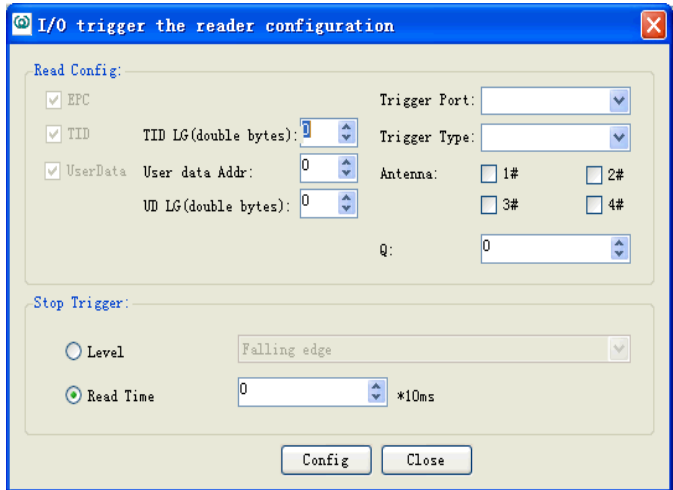 I/O trigger the reader configuration
Read Config:
EPC
Trigger Port:
TID TID LG(double bytes): 0 Trigger Type:
UserData User data Addr: 0 Antenna: 1# 2#
UD LG(double bytes): 0 3# 4#
Q: 0
Stop Trigger:
Level Falling edge
Read Time 0 *10ms
Config Close